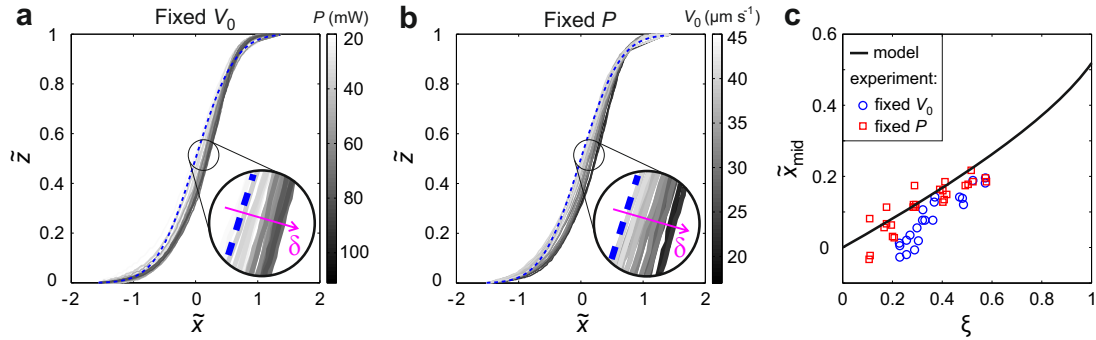 a Fixed V₀ P (mW)
1
0.8
0.6
0.4
0.2
0
z̃
-2 -1 0 1 2
x̃
δ
20
40
60
80
100
b Fixed P V₀ (μm s⁻¹)
1
0.8
0.6
0.4
0.2
0
z̃
-2 -1 0 1 2
x̃
δ
45
40
35
30
25
20
c
0.6
0.4
0.2
0
x̃mid
model
experiment:
fixed V₀
fixed P
0 0.2 0.4 0.6 0.8 1
ξ